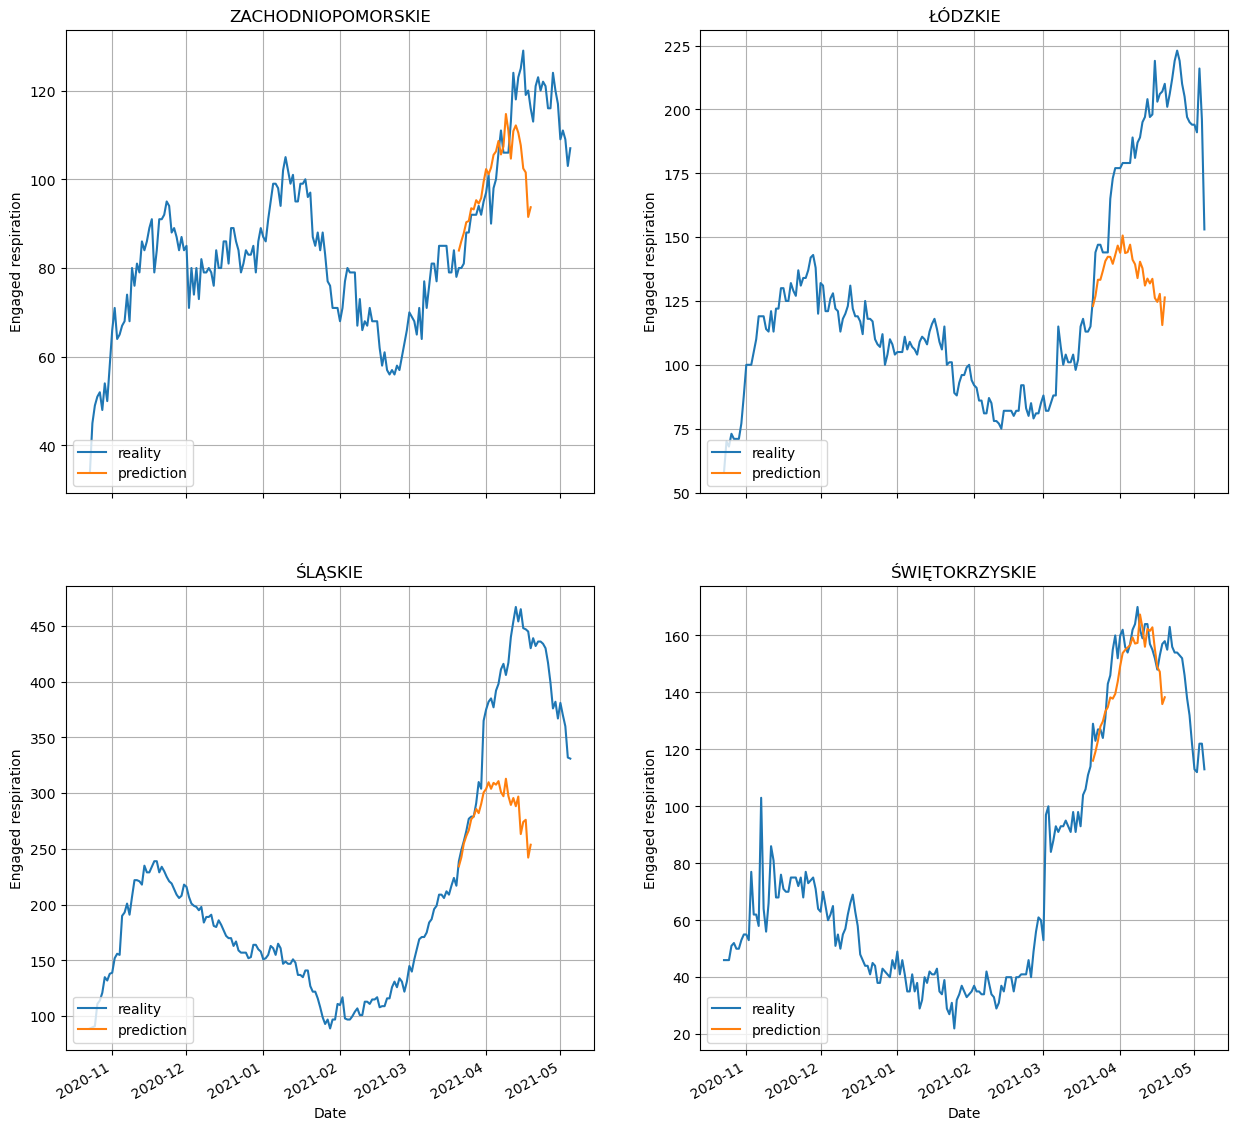 ZACHODNIOPOMORSKIE
Engaged respiration
120
100
80
60
40
reality
prediction
ŁÓDZKIE
Engaged respiration
225
200
175
150
125
100
75
50
reality
prediction
ŚLĄSKIE
Engaged respiration
450
400
350
300
250
200
150
100
reality
prediction
2020-11
2020-12
2021-01
2021-02
2021-03
2021-04
2021-05
Date
ŚWIĘTOKRZYSKIE
Engaged respiration
160
140
120
100
80
60
40
20
reality
prediction
2020-11
2020-12
2021-01
2021-02
2021-03
2021-04
2021-05
Date